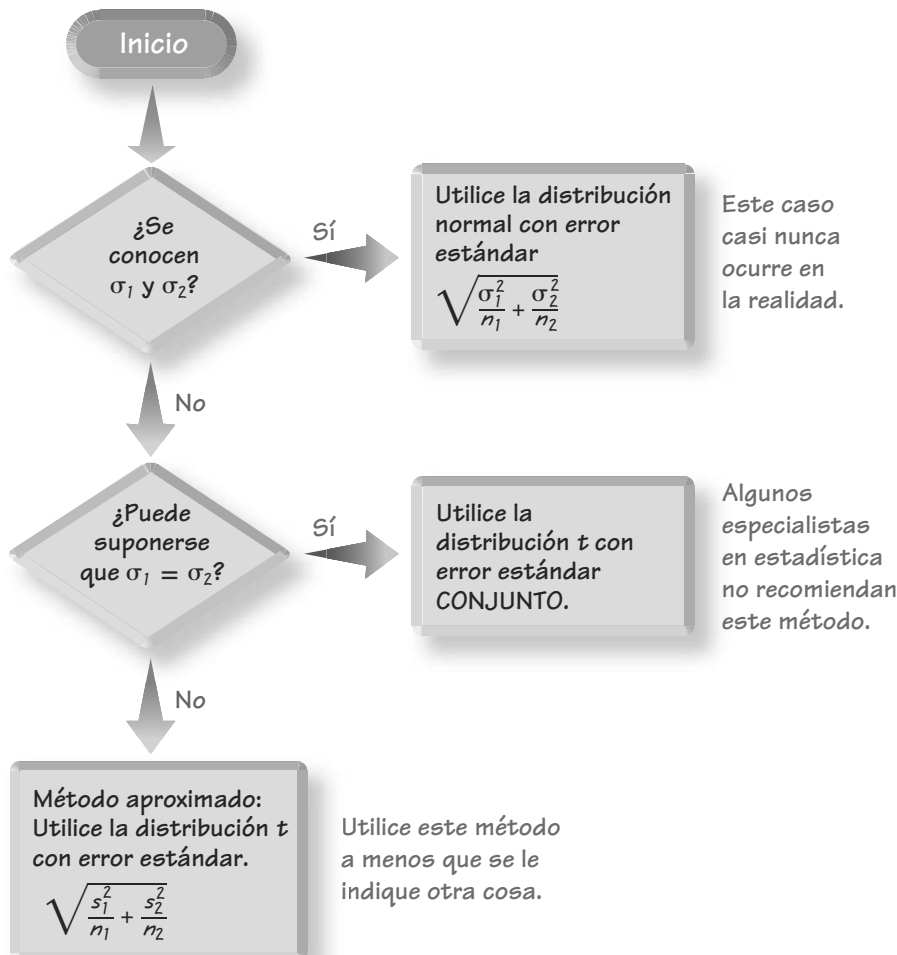 Inicio
¿Se
conocen
σ₁ y σ₂?
Sí
Utilice la distribución
normal con error
estándar
√(σ₁²/n₁ + σ₂²/n₂)
Este caso
casi nunca
ocurre en
la realidad.
No
¿Puede
suponerse
que σ₁ = σ₂?
Sí
Utilice la
distribución t con
error estándar
CONJUNTO.
Algunos
especialistas
en estadística
no recomiendan
este método.
No
Método aproximado:
Utilice la distribución t
con error estándar.
√(s₁²/n₁ + s₂²/n₂)
Utilice este método
a menos que se le
indique otra cosa.